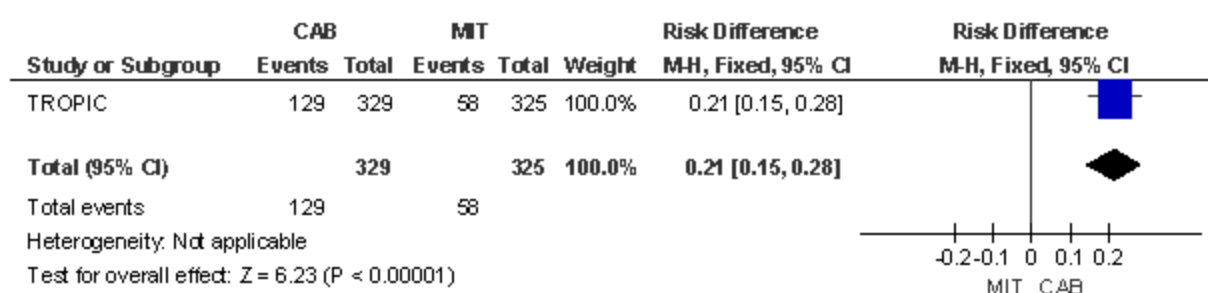 CAB MIT Risk Difference Risk Difference
Study or Subgroup Events Total Events Total Weight M-H, Fixed, 95% CI M-H, Fixed, 95% CI
TROPIC 129 329 58 325 100.0% 0.21 [0.15, 0.28]
Total (95% CI) 329 325 100.0% 0.21 [0.15, 0.28]
Total events 129 58
Heterogeneity: Not applicable
Test for overall effect: Z = 6.23 (P < 0.00001)
-0.2 -0.1 0 0.1 0.2
MIT CAB